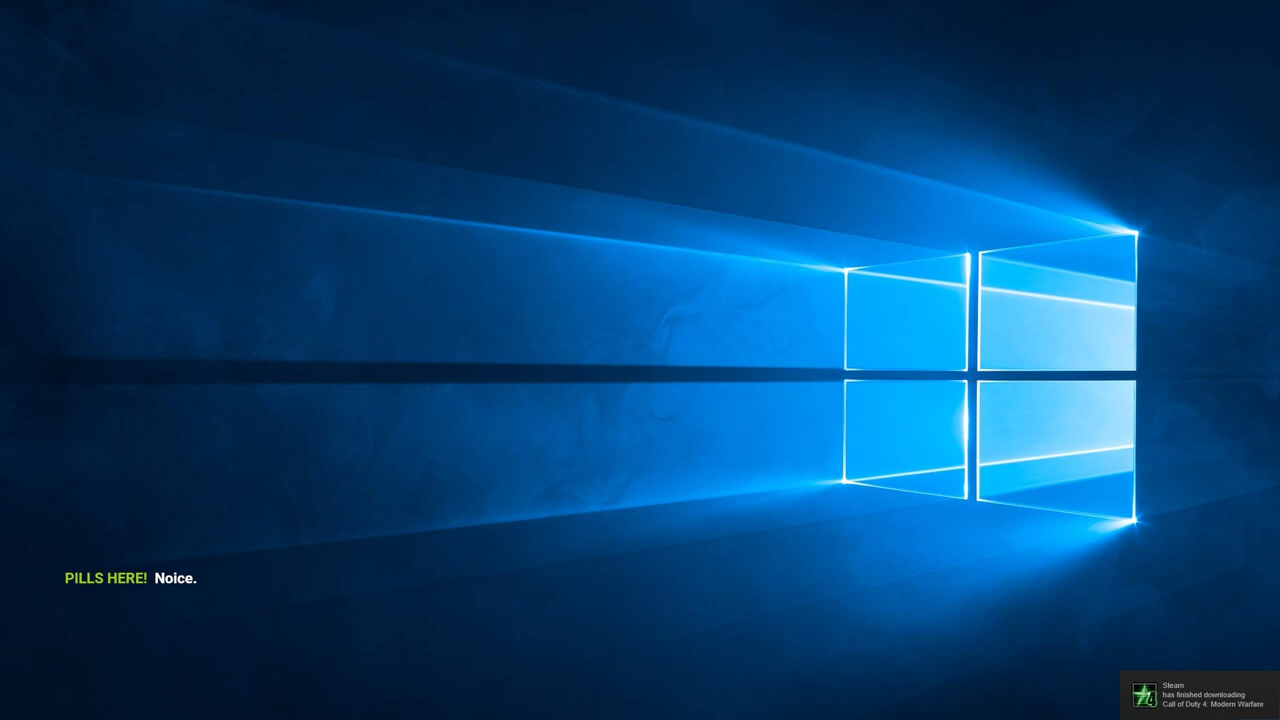 PILLS HERE! Noice.
Steam
has finished downloading
Call of Duty 4: Modern Warfare